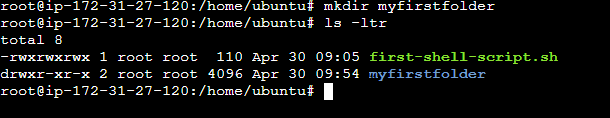 root@ip-172-31-27-120:/home/ubuntu# mkdir myfirstfolder
root@ip-172-31-27-120:/home/ubuntu# ls -ltr
total 8
-rwxrwxrwx 1 root root  110 Apr 30 09:05 first-shell-script.sh
drwxr-xr-x 2 root root 4096 Apr 30 09:54 myfirstfolder
root@ip-172-31-27-120:/home/ubuntu#